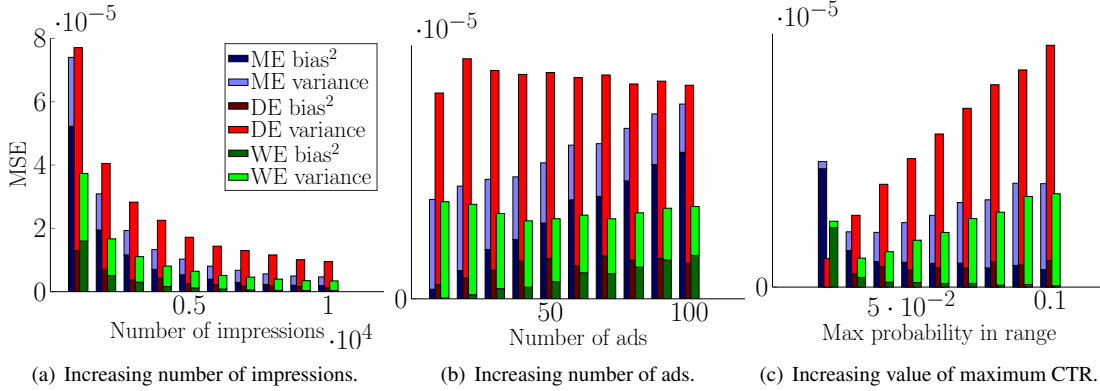 ·10⁻⁵
8
6
4
2
0
MSE
ME bias²
ME variance
DE bias²
DE variance
WE bias²
WE variance
0.5
1
Number of impressions
·10⁴
(a) Increasing number of impressions.
·10⁻⁵
0
50
100
Number of ads
(b) Increasing number of ads.
·10⁻⁵
0
5 · 10⁻²
0.1
Max probability in range
(c) Increasing value of maximum CTR.